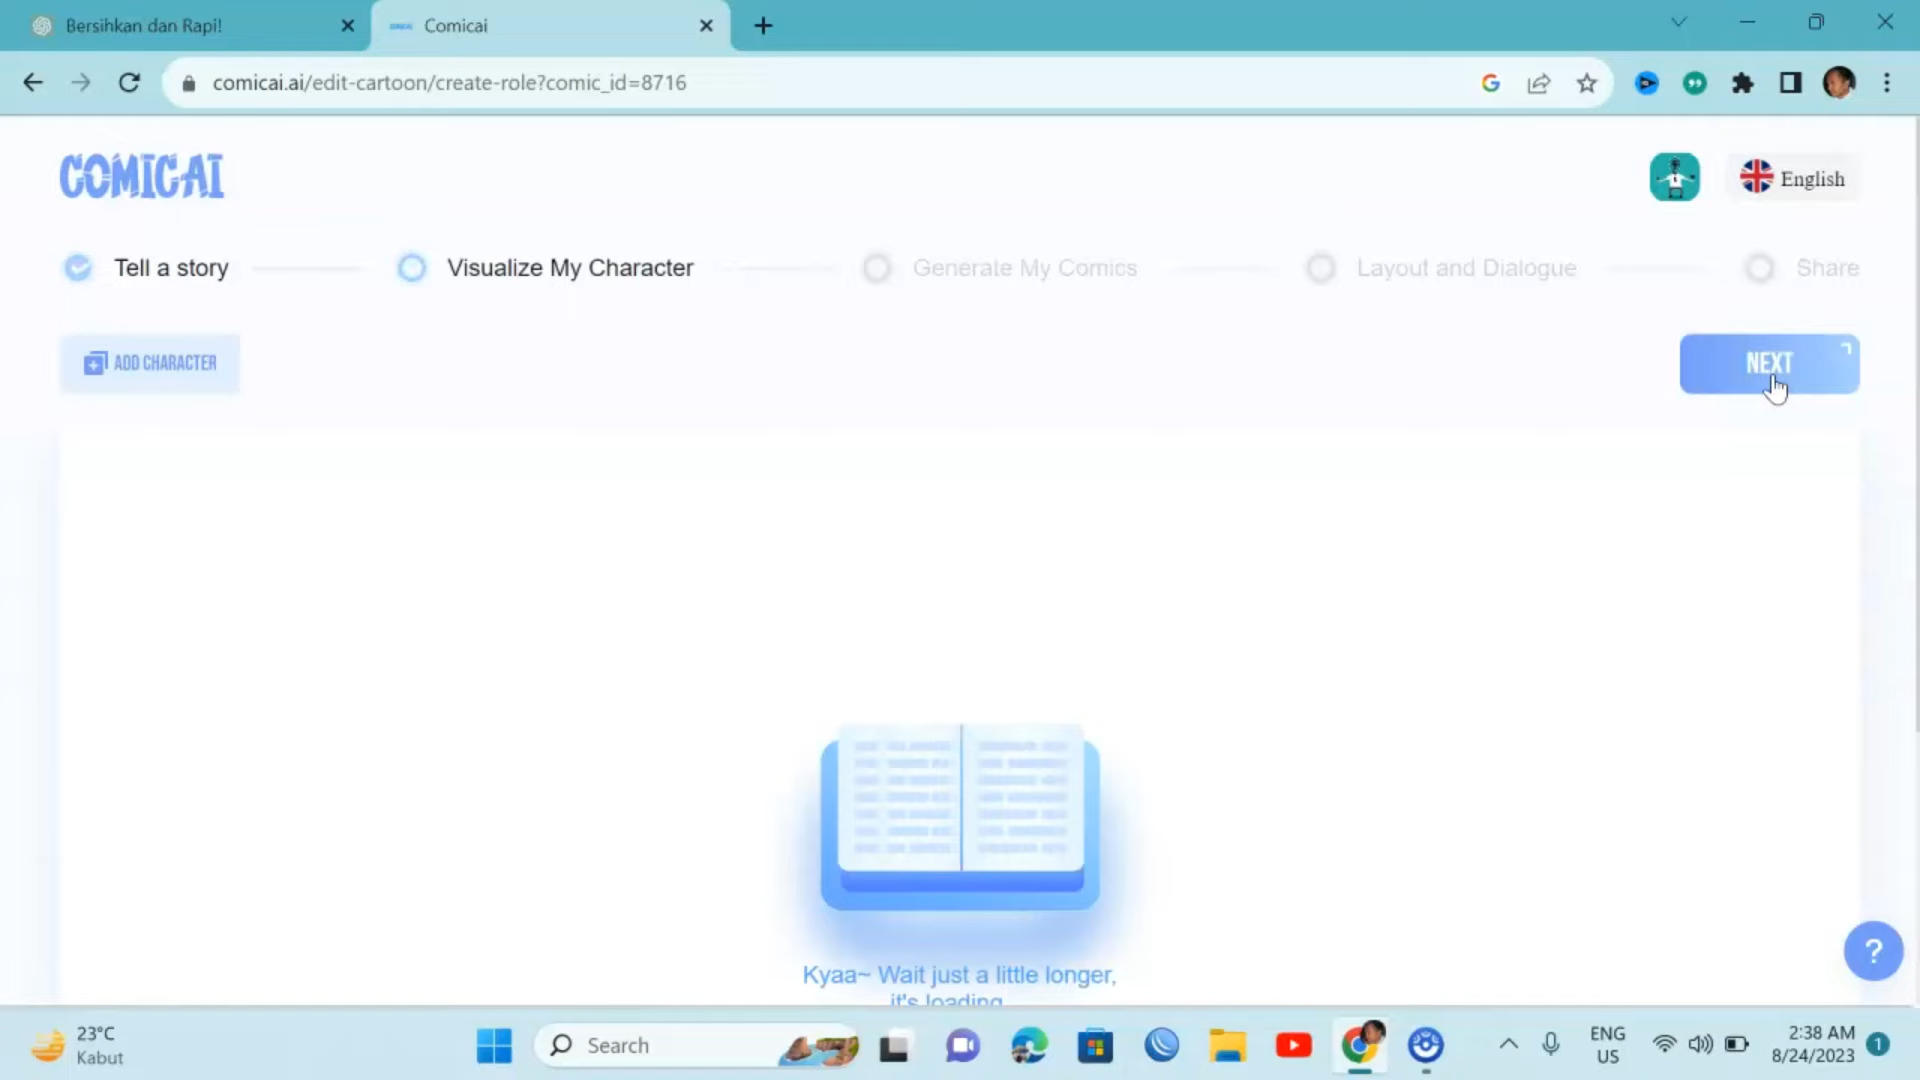 Bersihkan dan Rapi!
Comicai
comicai.ai/edit-cartoon/create-role?comic_id=8716
COMICAI
English
Tell a story
Visualize My Character
Generate My Comics
Layout and Dialogue
Share
ADD CHARACTER
NEXT
Kyaa~ Wait just a little longer,
it's loading
?
23°C
Kabut
Search
ENG
US
2:38 AM
8/24/2023
1